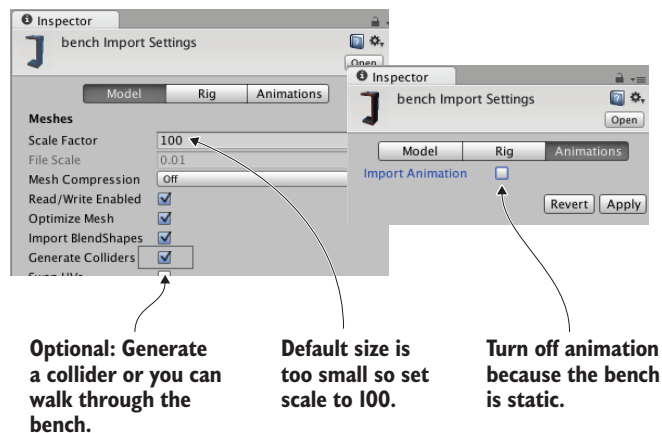 Inspector
bench Import Settings
Open
Model Rig Animations
Meshes
Scale Factor 100
File Scale 0.01
Mesh Compression Off
Read/Write Enabled
Optimize Mesh
Import BlendShapes
Generate Colliders
Inspector
bench Import Settings
Open
Model Rig Animations
Import Animation
Revert Apply
Optional: Generate
a collider or you can
walk through the
bench.
Default size is
too small so set
scale to 100.
Turn off animation
because the bench
is static.